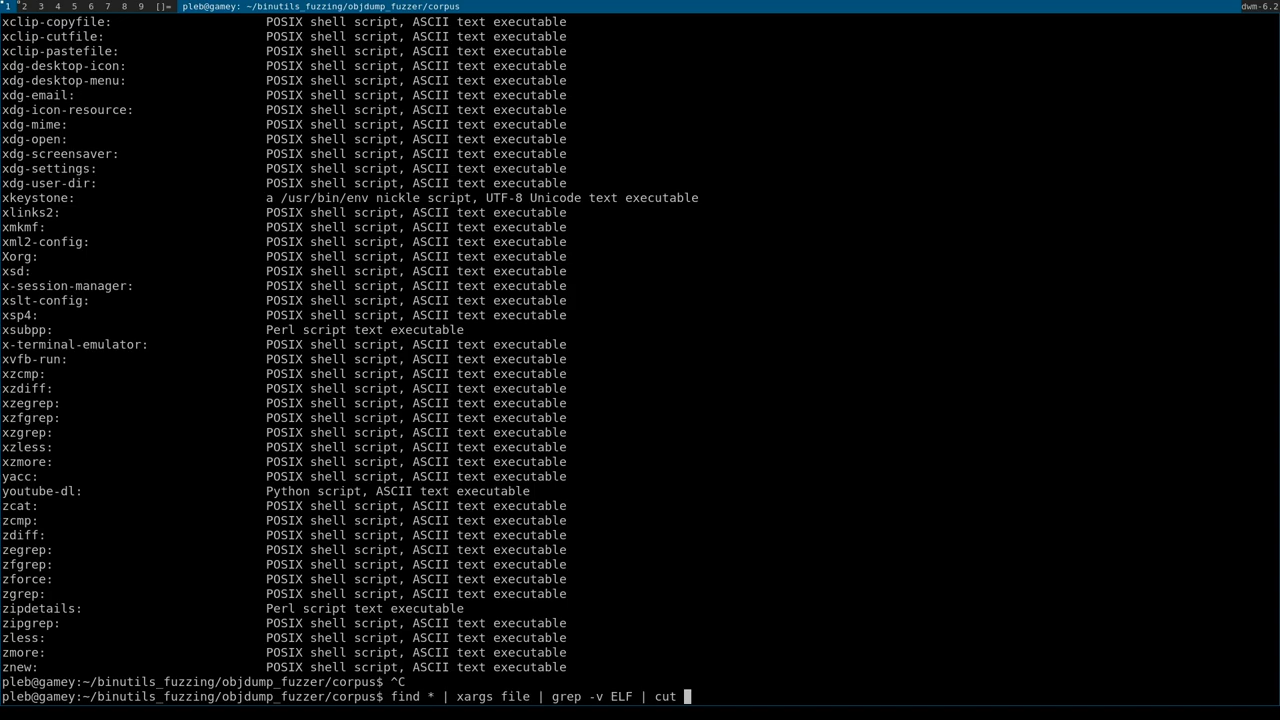 1 2 3 4 5 6 7 8 9 []= pleb@gamey: ~/binutils_fuzzing/objdump_fuzzer/corpus dwm-6.2
xclip-copyfile: POSIX shell script, ASCII text executable
xclip-cutfile: POSIX shell script, ASCII text executable
xclip-pastefile: POSIX shell script, ASCII text executable
xdg-desktop-icon: POSIX shell script, ASCII text executable
xdg-desktop-menu: POSIX shell script, ASCII text executable
xdg-email: POSIX shell script, ASCII text executable
xdg-icon-resource: POSIX shell script, ASCII text executable
xdg-mime: POSIX shell script, ASCII text executable
xdg-open: POSIX shell script, ASCII text executable
xdg-screensaver: POSIX shell script, ASCII text executable
xdg-settings: POSIX shell script, ASCII text executable
xdg-user-dir: POSIX shell script, ASCII text executable
xkeystone: a /usr/bin/env nickle script, UTF-8 Unicode text executable
xlinks2: POSIX shell script, ASCII text executable
xmkmf: POSIX shell script, ASCII text executable
xml2-config: POSIX shell script, ASCII text executable
Xorg: POSIX shell script, ASCII text executable
xsd: POSIX shell script, ASCII text executable
x-session-manager: POSIX shell script, ASCII text executable
xslt-config: POSIX shell script, ASCII text executable
xsp4: POSIX shell script, ASCII text executable
xsubpp: Perl script text executable
x-terminal-emulator: POSIX shell script, ASCII text executable
xvfb-run: POSIX shell script, ASCII text executable
xzcmp: POSIX shell script, ASCII text executable
xzdiff: POSIX shell script, ASCII text executable
xzegrep: POSIX shell script, ASCII text executable
xzfgrep: POSIX shell script, ASCII text executable
xzgrep: POSIX shell script, ASCII text executable
xzless: POSIX shell script, ASCII text executable
xzmore: POSIX shell script, ASCII text executable
yacc: POSIX shell script, ASCII text executable
youtube-dl: Python script, ASCII text executable
zcat: POSIX shell script, ASCII text executable
zcmp: POSIX shell script, ASCII text executable
zdiff: POSIX shell script, ASCII text executable
zegrep: POSIX shell script, ASCII text executable
zfgrep: POSIX shell script, ASCII text executable
zforce: POSIX shell script, ASCII text executable
zgrep: POSIX shell script, ASCII text executable
zipdetails: Perl script text executable
zipgrep: POSIX shell script, ASCII text executable
zless: POSIX shell script, ASCII text executable
zmore: POSIX shell script, ASCII text executable
znew: POSIX shell script, ASCII text executable
pleb@gamey:~/binutils_fuzzing/objdump_fuzzer/corpus$ ^C
pleb@gamey:~/binutils_fuzzing/objdump_fuzzer/corpus$ find * | xargs file | grep -v ELF | cut